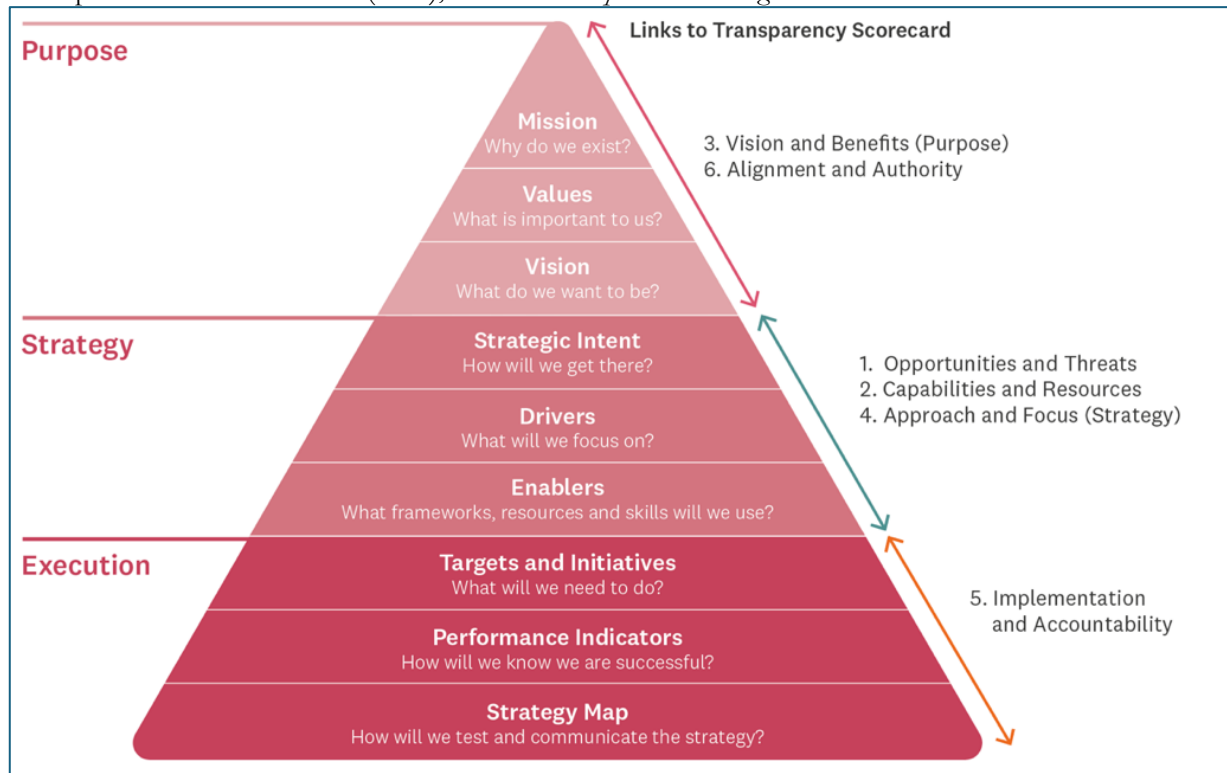 Links to Transparency Scorecard
Purpose
Mission
Why do we exist?
3. Vision and Benefits (Purpose)
6. Alignment and Authority
Values
What is important to us?
Vision
What do we want to be?
Strategy
Strategic Intent
How will we get there?
1. Opportunities and Threats
2. Capabilities and Resources
4. Approach and Focus (Strategy)
Drivers
What will we focus on?
Enablers
What frameworks, resources and skills will we use?
Execution
Targets and Initiatives
What will we need to do?
5. Implementation
and Accountability
Performance Indicators
How will we know we are successful?
Strategy Map
How will we test and communicate the strategy?